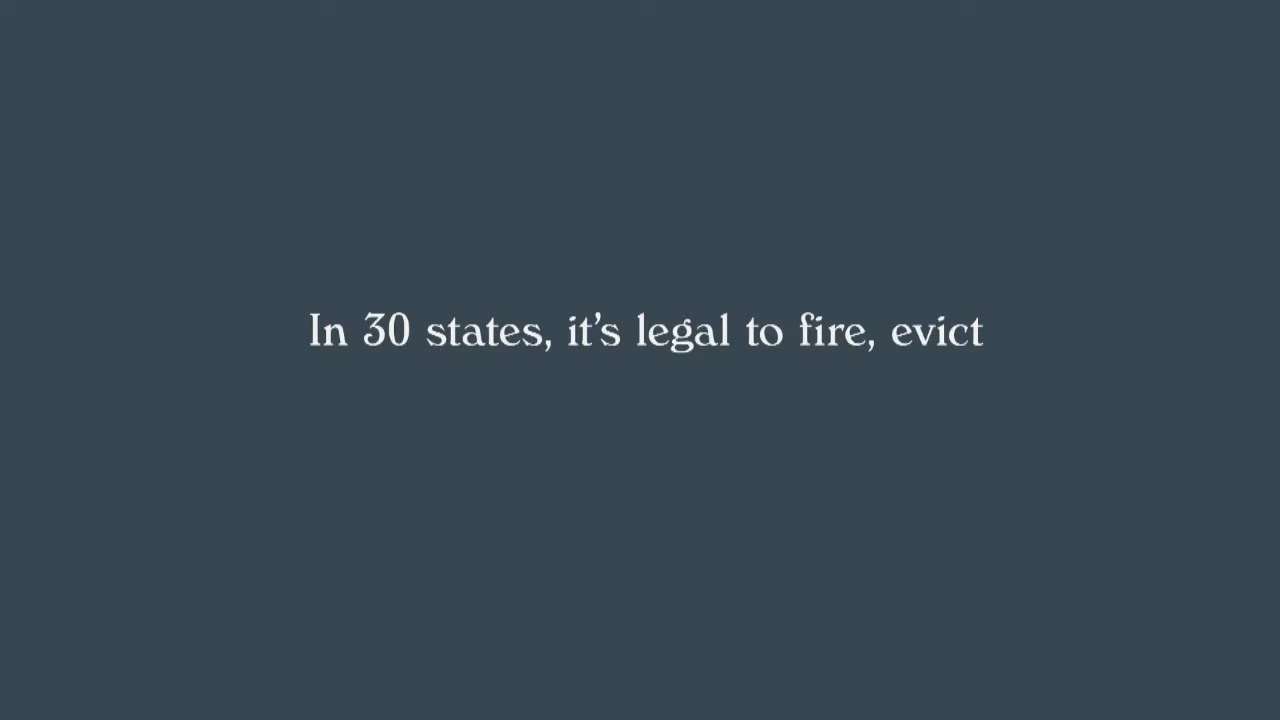 In 30 states, it’s legal to fire, evict